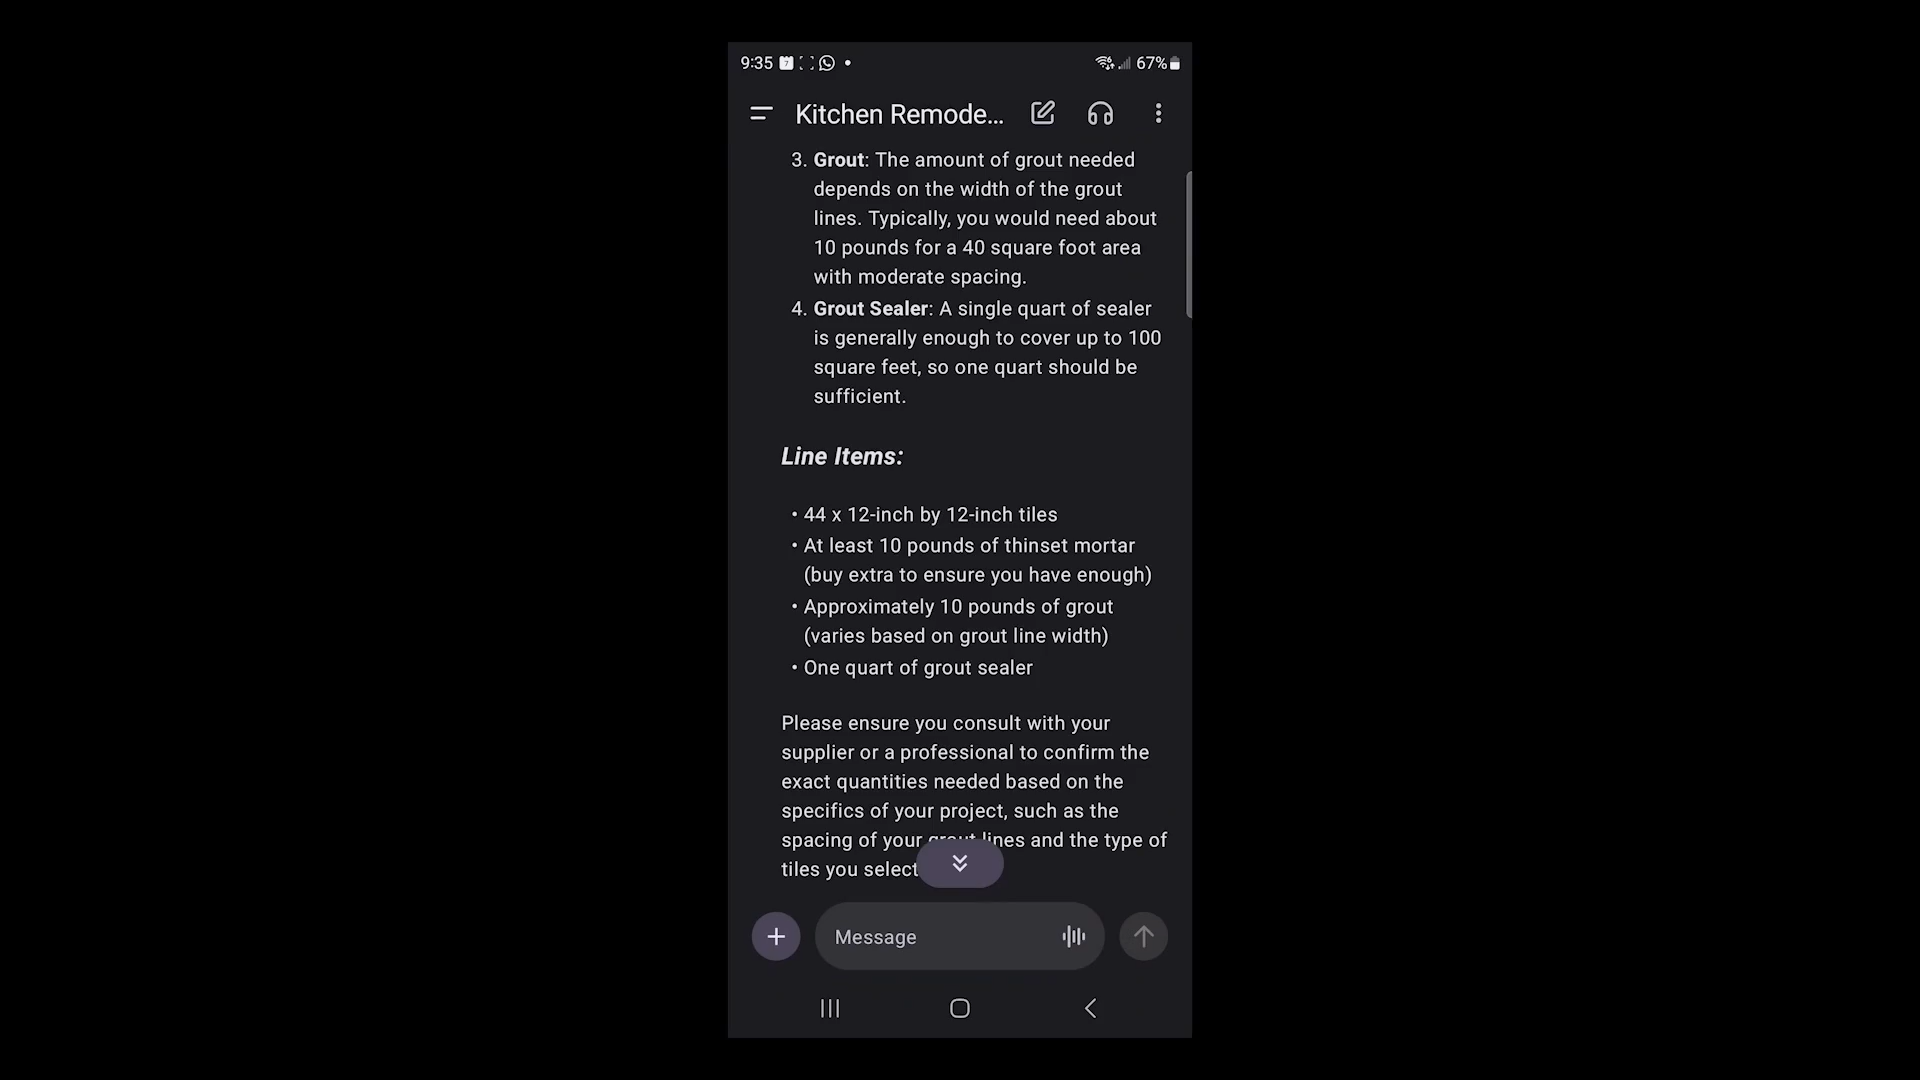 9:35 7 67%
Kitchen Remode...
3. Grout: The amount of grout needed
depends on the width of the grout
lines. Typically, you would need about
10 pounds for a 40 square foot area
with moderate spacing.
4. Grout Sealer: A single quart of sealer
is generally enough to cover up to 100
square feet, so one quart should be
sufficient.
Line Items:
• 44 x 12-inch by 12-inch tiles
• At least 10 pounds of thinset mortar
(buy extra to ensure you have enough)
• Approximately 10 pounds of grout
(varies based on grout line width)
• One quart of grout sealer
Please ensure you consult with your
supplier or a professional to confirm the
exact quantities needed based on the
specifics of your project, such as the
spacing of your grout lines and the type of
tiles you select
Message